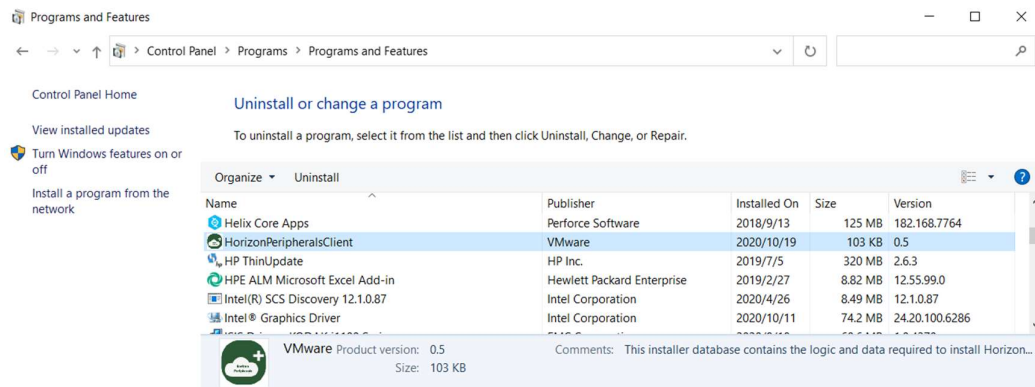 Programs and Features
Control Panel > Programs > Programs and Features
Control Panel Home
View installed updates
Turn Windows features on or
off
Install a program from the
network
Uninstall or change a program
To uninstall a program, select it from the list and then click Uninstall, Change, or Repair.
Organize Uninstall
Name Publisher Installed On Size Version
Helix Core Apps Perforce Software 2018/9/13 125 MB 182.168.7764
HorizonPeripheralsClient VMware 2020/10/19 103 KB 0.5
HP ThinUpdate HP Inc. 2019/7/5 320 MB 2.6.3
HPE ALM Microsoft Excel Add-in Hewlett Packard Enterprise 2019/2/27 8.82 MB 12.55.99.0
Intel(R) SCS Discovery 12.1.0.87 Intel Corporation 2020/4/26 8.49 MB 12.1.0.87
Intel® Graphics Driver Intel Corporation 2020/10/11 74.2 MB 24.20.100.6286
VMware Product version: 0.5 Comments: This installer database contains the logic and data required to install Horizon...
Size: 103 KB